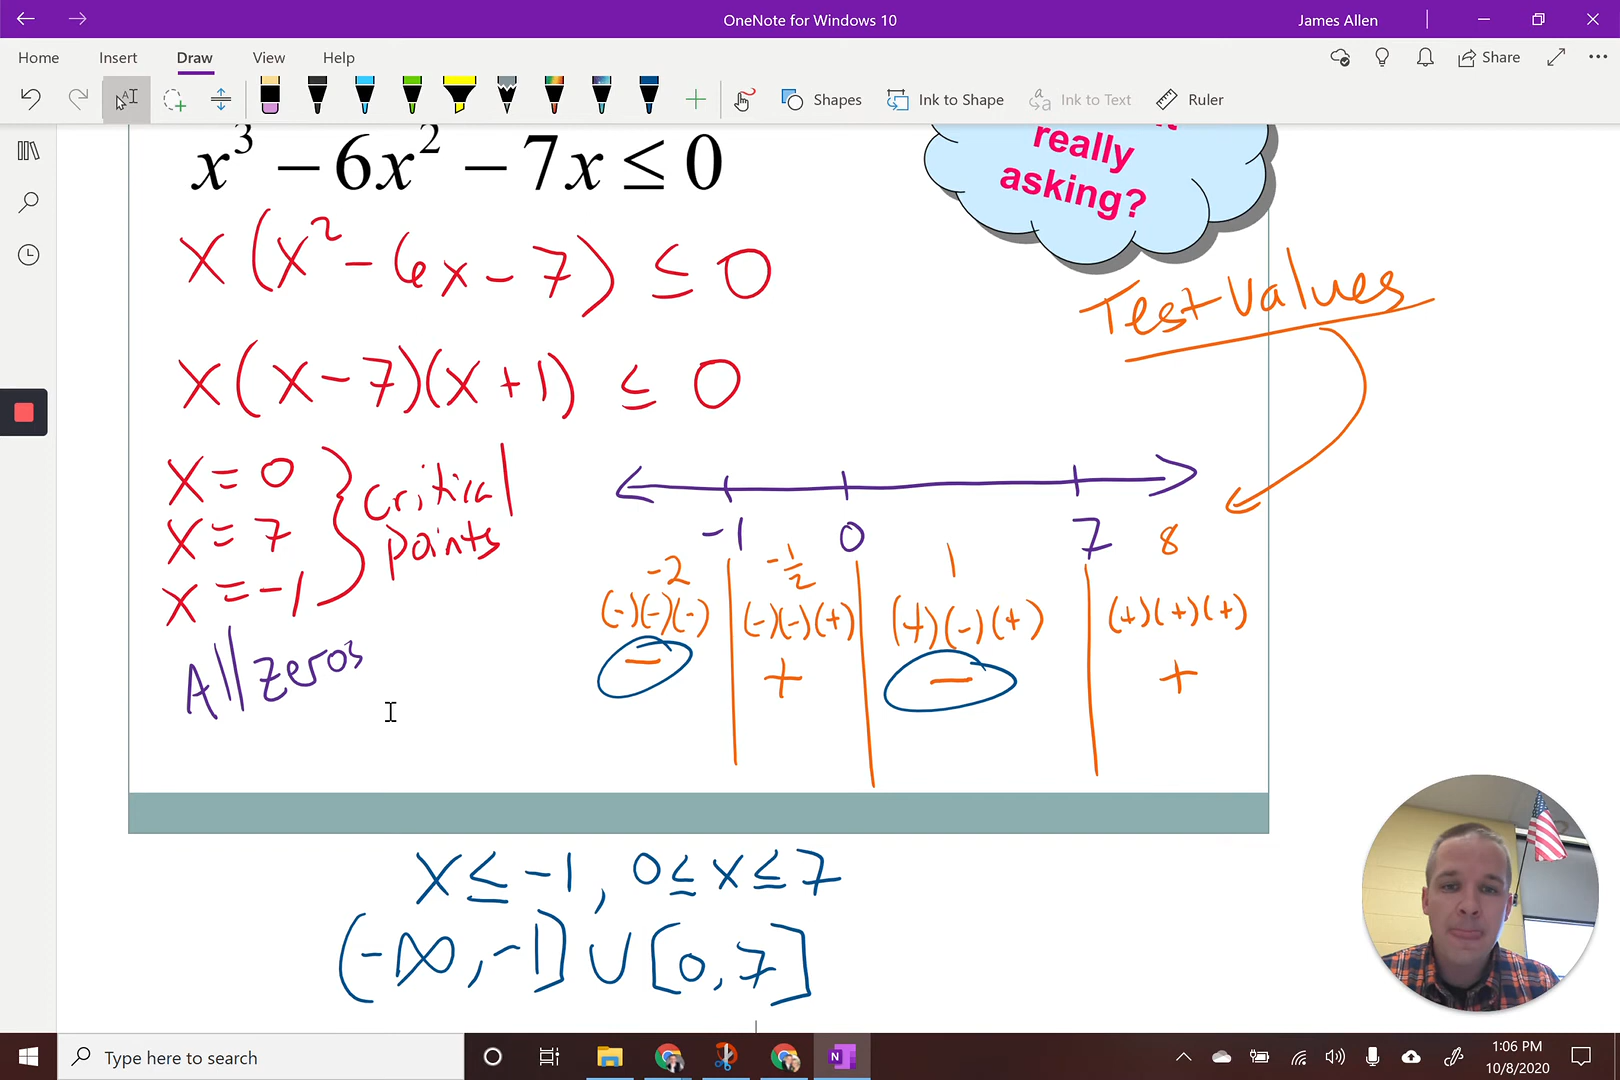 OneNote for Windows 10
James Allen
Home Insert Draw View Help
Share
Shapes
Ink to Shape
Ink to Text
Ruler
x³ − 6x² − 7x ≤ 0
really
asking?
x(x² - 6x - 7) ≤ 0
Test Values
x(x - 7)(x + 1) ≤ 0
x = 0
x = 7
x = -1
critical
points
All zeros
-1 0 7 8
-2 -1/2 1
(-)(-)(-) (-)(-)(+) (+)(-)(+) (+)(+)(+)
- + - +
x ≤ -1, 0 ≤ x ≤ 7
(-∞, -1] ∪ [0, 7]
Type here to search
1:06 PM
10/8/2020